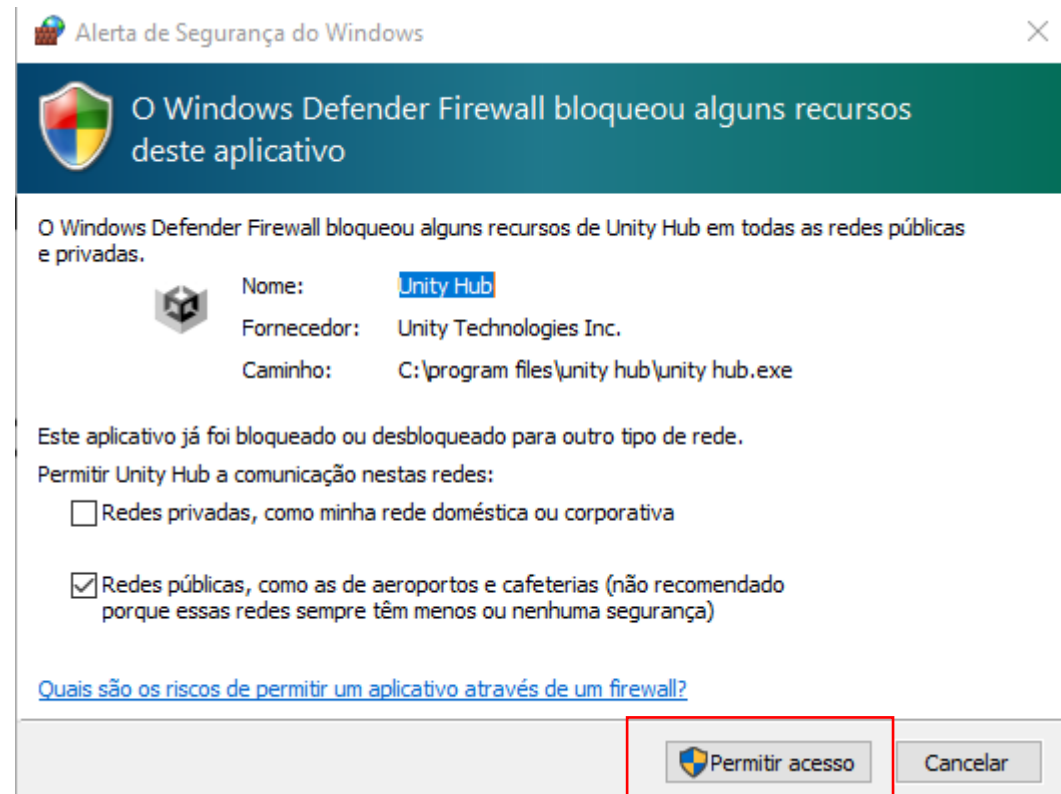 Alerta de Segurança do Windows
O Windows Defender Firewall bloqueou alguns recursos
deste aplicativo
O Windows Defender Firewall bloqueou alguns recursos de Unity Hub em todas as redes públicas
e privadas.
Nome: Unity Hub
Fornecedor: Unity Technologies Inc.
Caminho: C:\program files\unity hub\unity hub.exe
Este aplicativo já foi bloqueado ou desbloqueado para outro tipo de rede.
Permitir Unity Hub a comunicação nestas redes:
Redes privadas, como minha rede doméstica ou corporativa
Redes públicas, como as de aeroportos e cafeterias (não recomendado
porque essas redes sempre têm menos ou nenhuma segurança)
Quais são os riscos de permitir um aplicativo através de um firewall?
Permitir acesso Cancelar